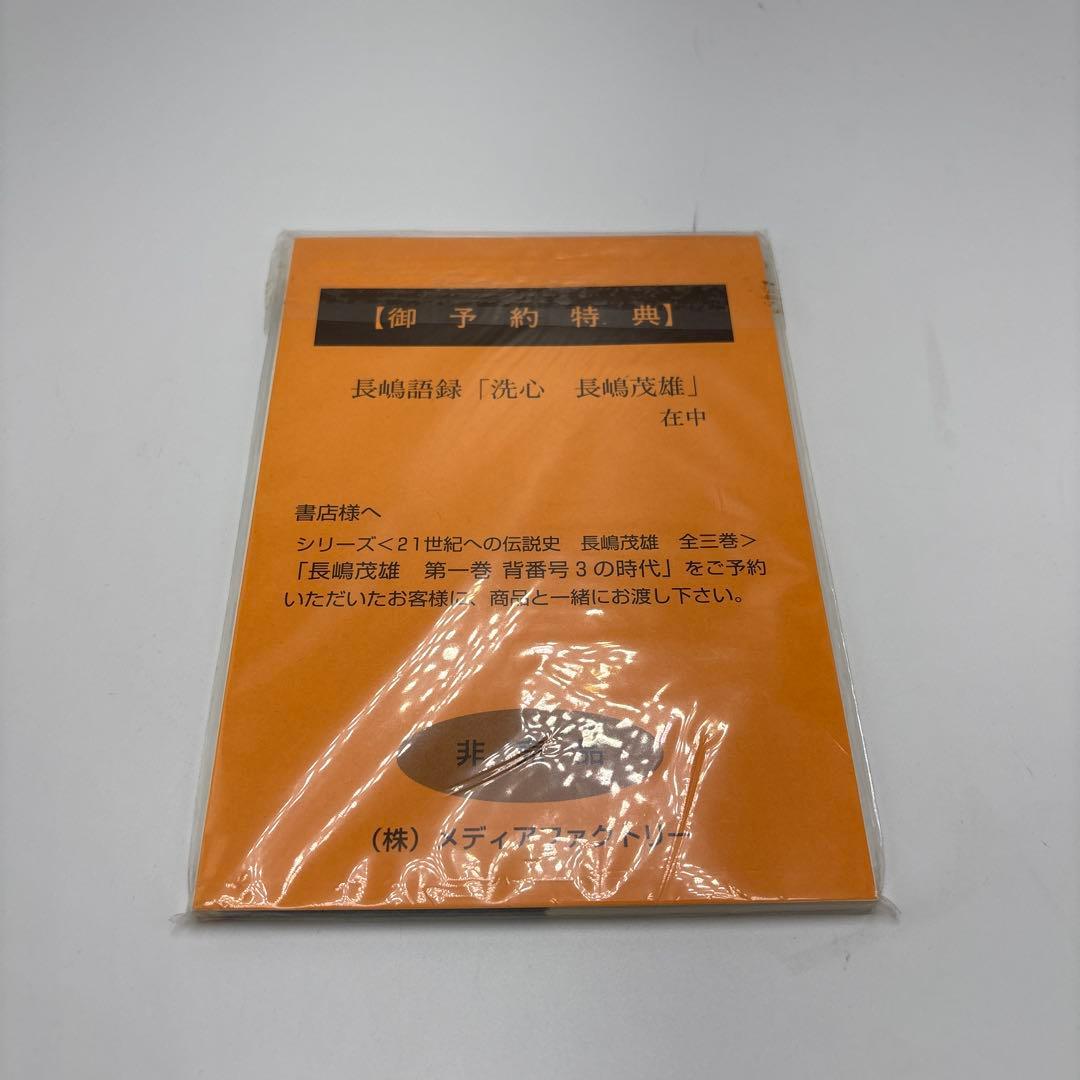 【御予約特典】
長嶋語録「洗心　長嶋茂雄」
在中
書店様へ
シリーズ＜21世紀への伝説史　長嶋茂雄　全三巻＞
「長嶋茂雄　第一巻 背番号3の時代」をご予約
いただいたお客様に、商品と一緒にお渡し下さい。
非売品
（株）メディアファクトリー